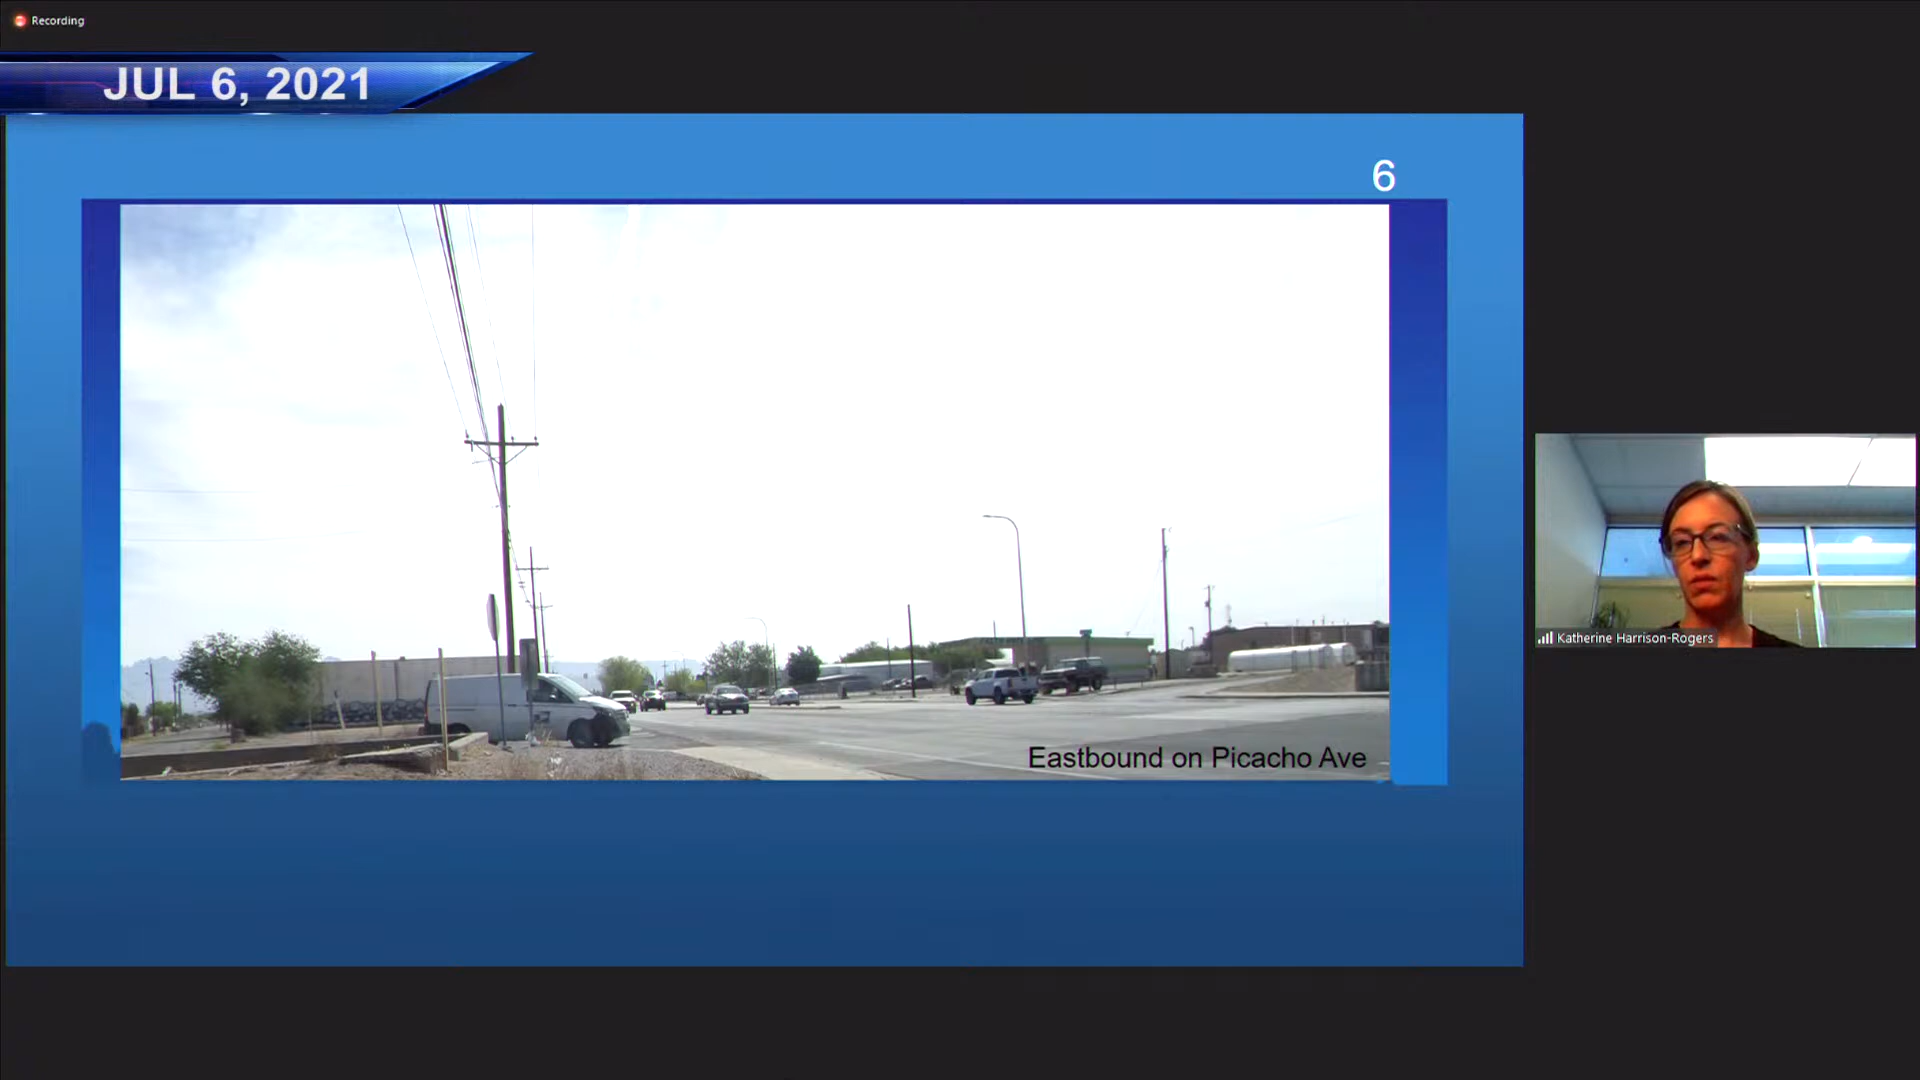 Recording
JUL 6, 2021
6
Eastbound on Picacho Ave
Katherine Harrison-Rogers